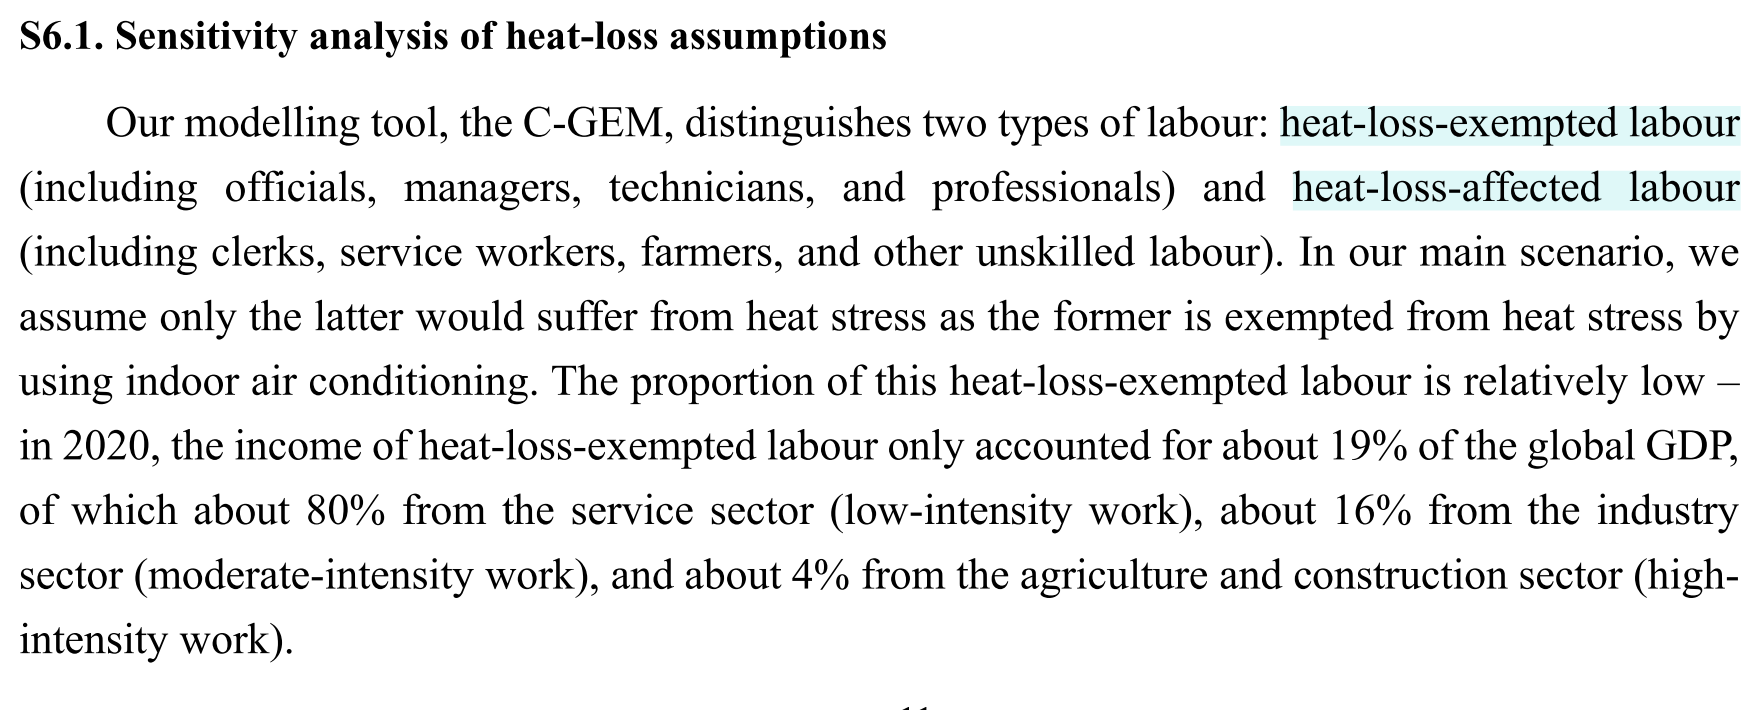 S6.1. Sensitivity analysis of heat-loss assumptions
Our modelling tool, the C-GEM, distinguishes two types of labour: heat-loss-exempted labour
(including officials, managers, technicians, and professionals) and heat-loss-affected labour
(including clerks, service workers, farmers, and other unskilled labour). In our main scenario, we
assume only the latter would suffer from heat stress as the former is exempted from heat stress by
using indoor air conditioning. The proportion of this heat-loss-exempted labour is relatively low –
in 2020, the income of heat-loss-exempted labour only accounted for about 19% of the global GDP,
of which about 80% from the service sector (low-intensity work), about 16% from the industry
sector (moderate-intensity work), and about 4% from the agriculture and construction sector (high-
intensity work).